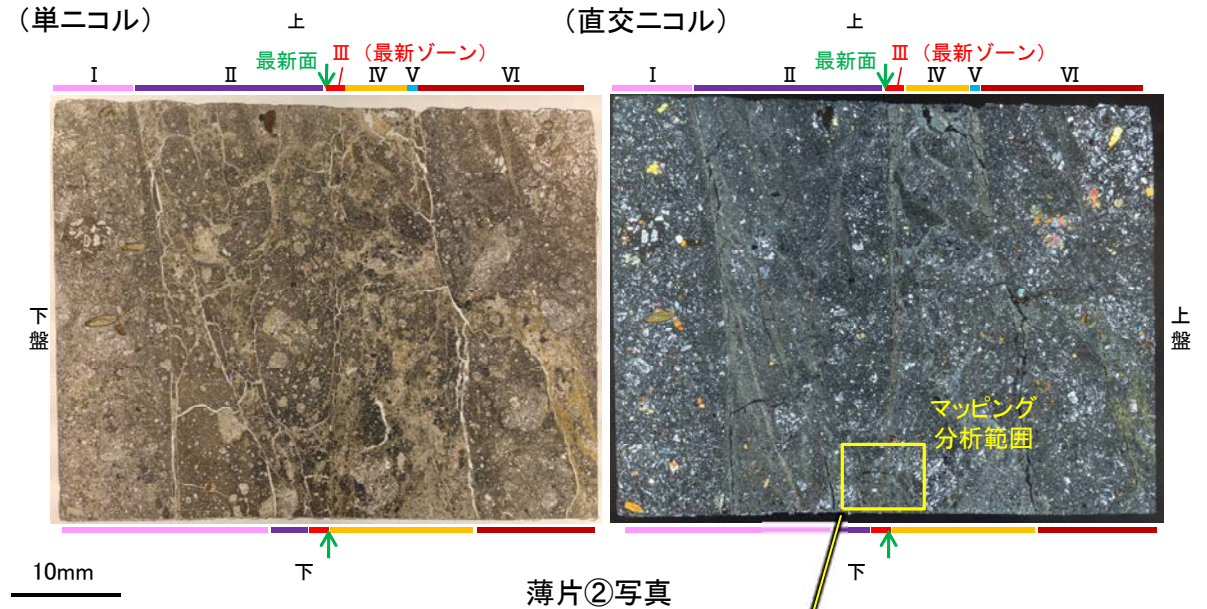 （単ニコル）
上
最新面
Ⅲ（最新ゾーン）
Ⅰ
Ⅱ
Ⅳ
Ⅴ
Ⅵ
下盤
下
10mm
（直交ニコル）
上
最新面
Ⅲ（最新ゾーン）
Ⅰ
Ⅱ
Ⅳ
Ⅴ
Ⅵ
上盤
マッピング
分析範囲
下
薄片②写真